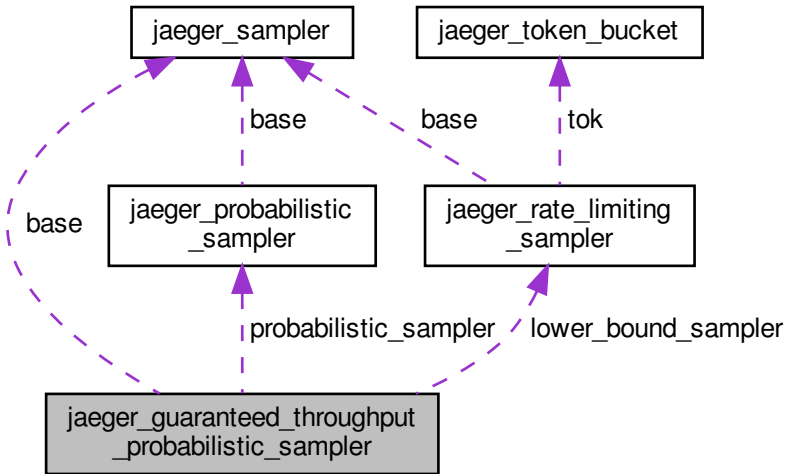 jaeger_sampler
jaeger_token_bucket
base
base
tok
jaeger_probabilistic
_sampler
jaeger_rate_limiting
_sampler
base
probabilistic_sampler
lower_bound_sampler
jaeger_guaranteed_throughput
_probabilistic_sampler